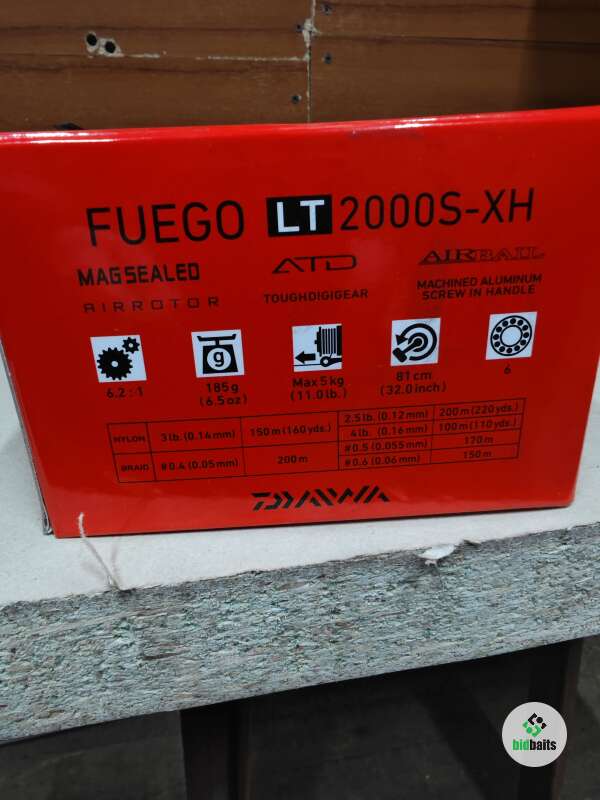 FUEGO LT 2000S-XH
MAGSEALED ATD AIRBAIL
AIRROTOR TOUGHDIGIGEAR MACHINED ALUMINUM
SCREW IN HANDLE
g
6.2:1 185g Max 5kg 81cm 6
(6.5oz) (11.0lb.) (32.0inch)
NYLON 3lb.(0.14mm) 150m(160yds.) 2.5lb.(0.12mm) 200m(220yds.)
4lb.(0.16mm) 100m(110yds.)
BRAID #0.4(0.05mm) 200m #0.5(0.055mm) 170m
#0.6(0.06mm) 150m
DAIWA
bidbaits